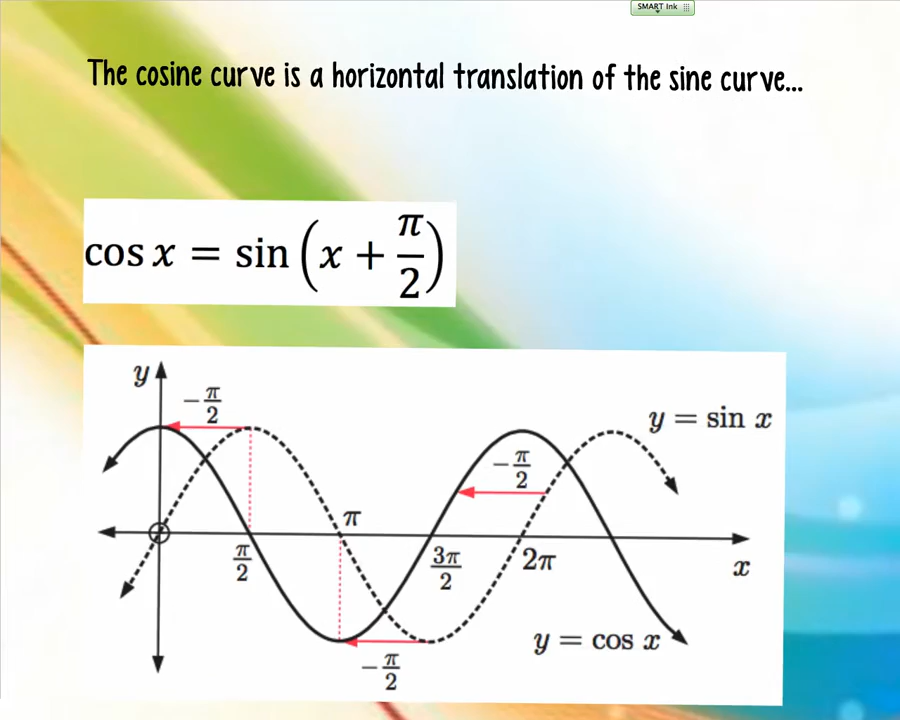 SMART Ink
The cosine curve is a horizontal translation of the sine curve...
cos x = sin (x + π/2)
y
−π/2
y = sin x
−π/2
π
π/2
3π/2
2π
x
y = cos x
−π/2